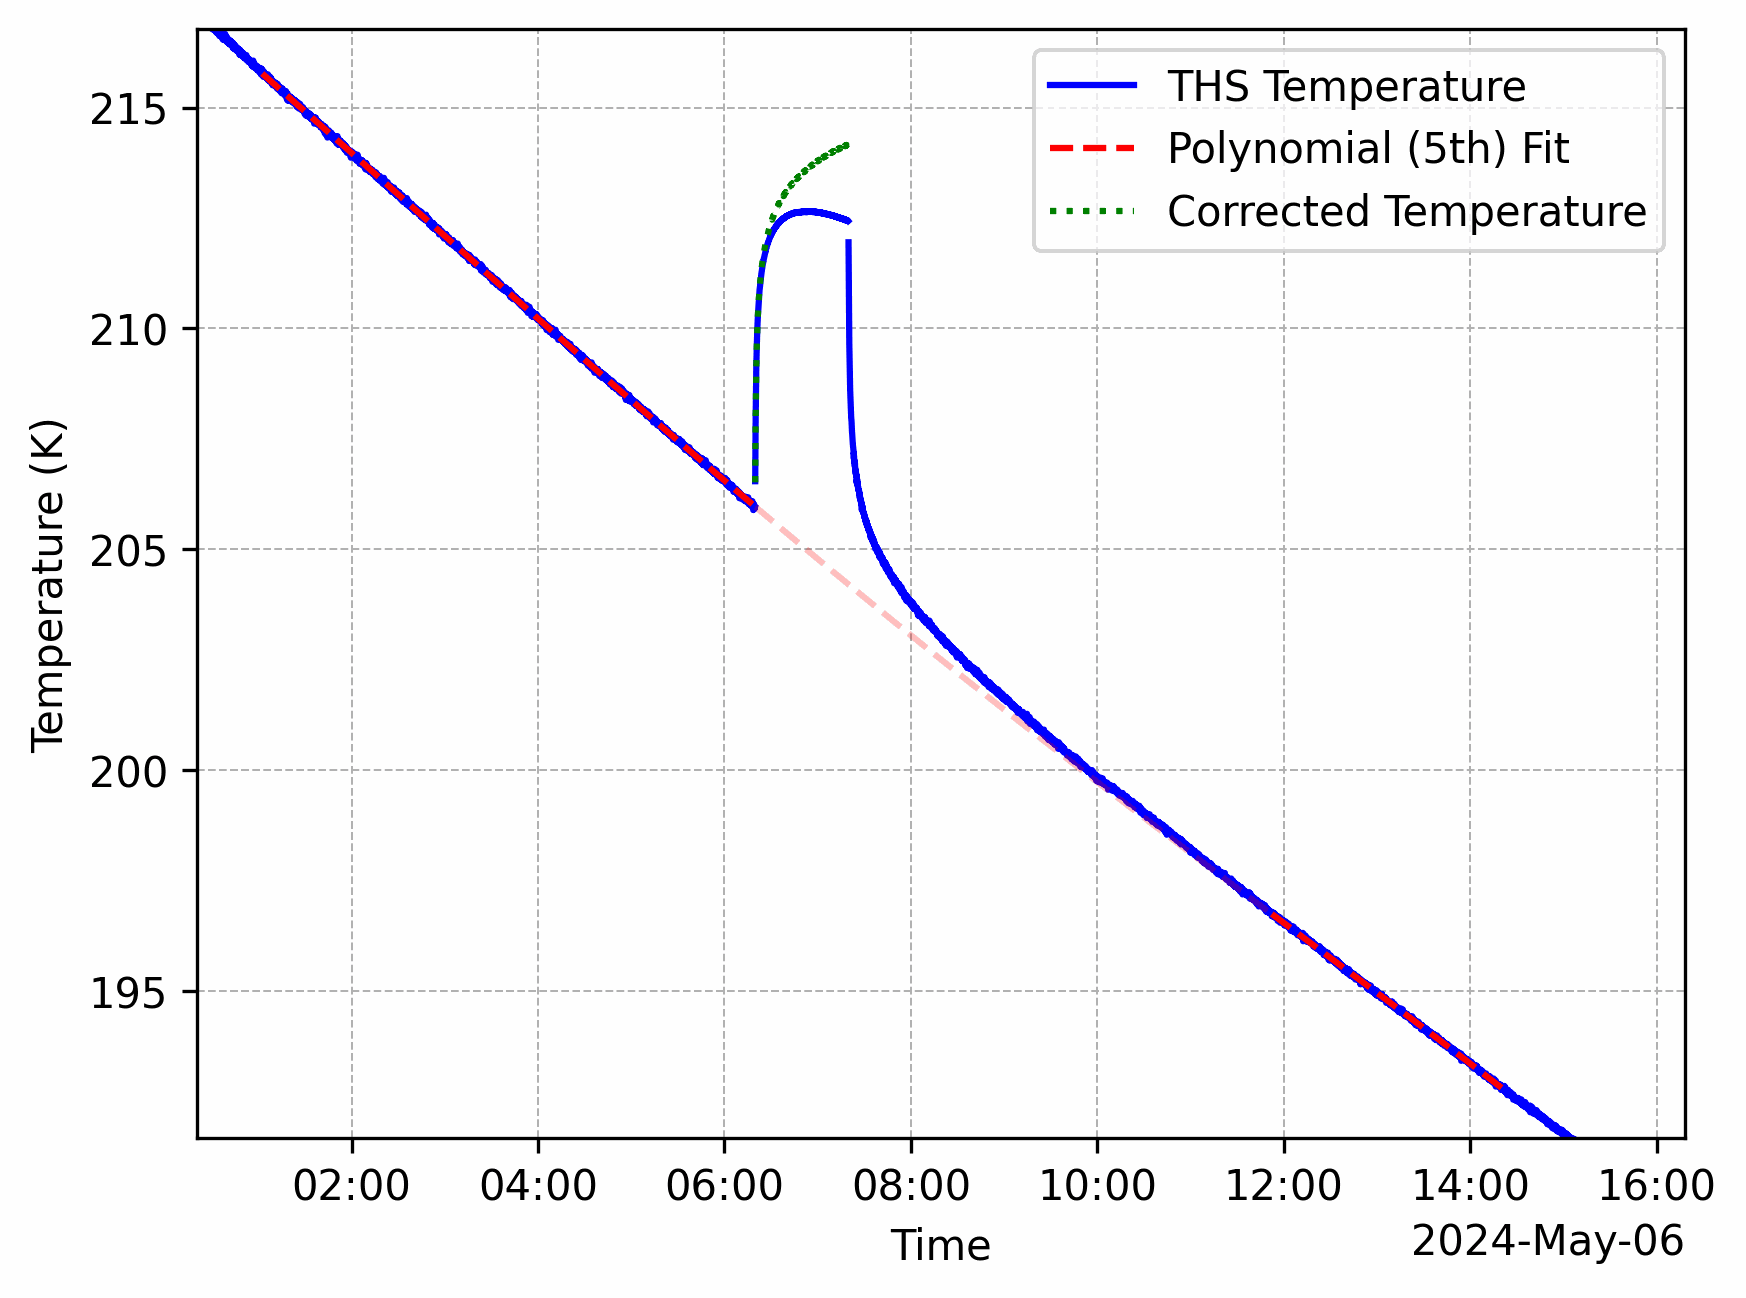 THS Temperature
Polynomial (5th) Fit
Corrected Temperature
Temperature (K)
215
210
205
200
195
02:00 04:00 06:00 08:00 10:00 12:00 14:00 16:00
Time
2024-May-06